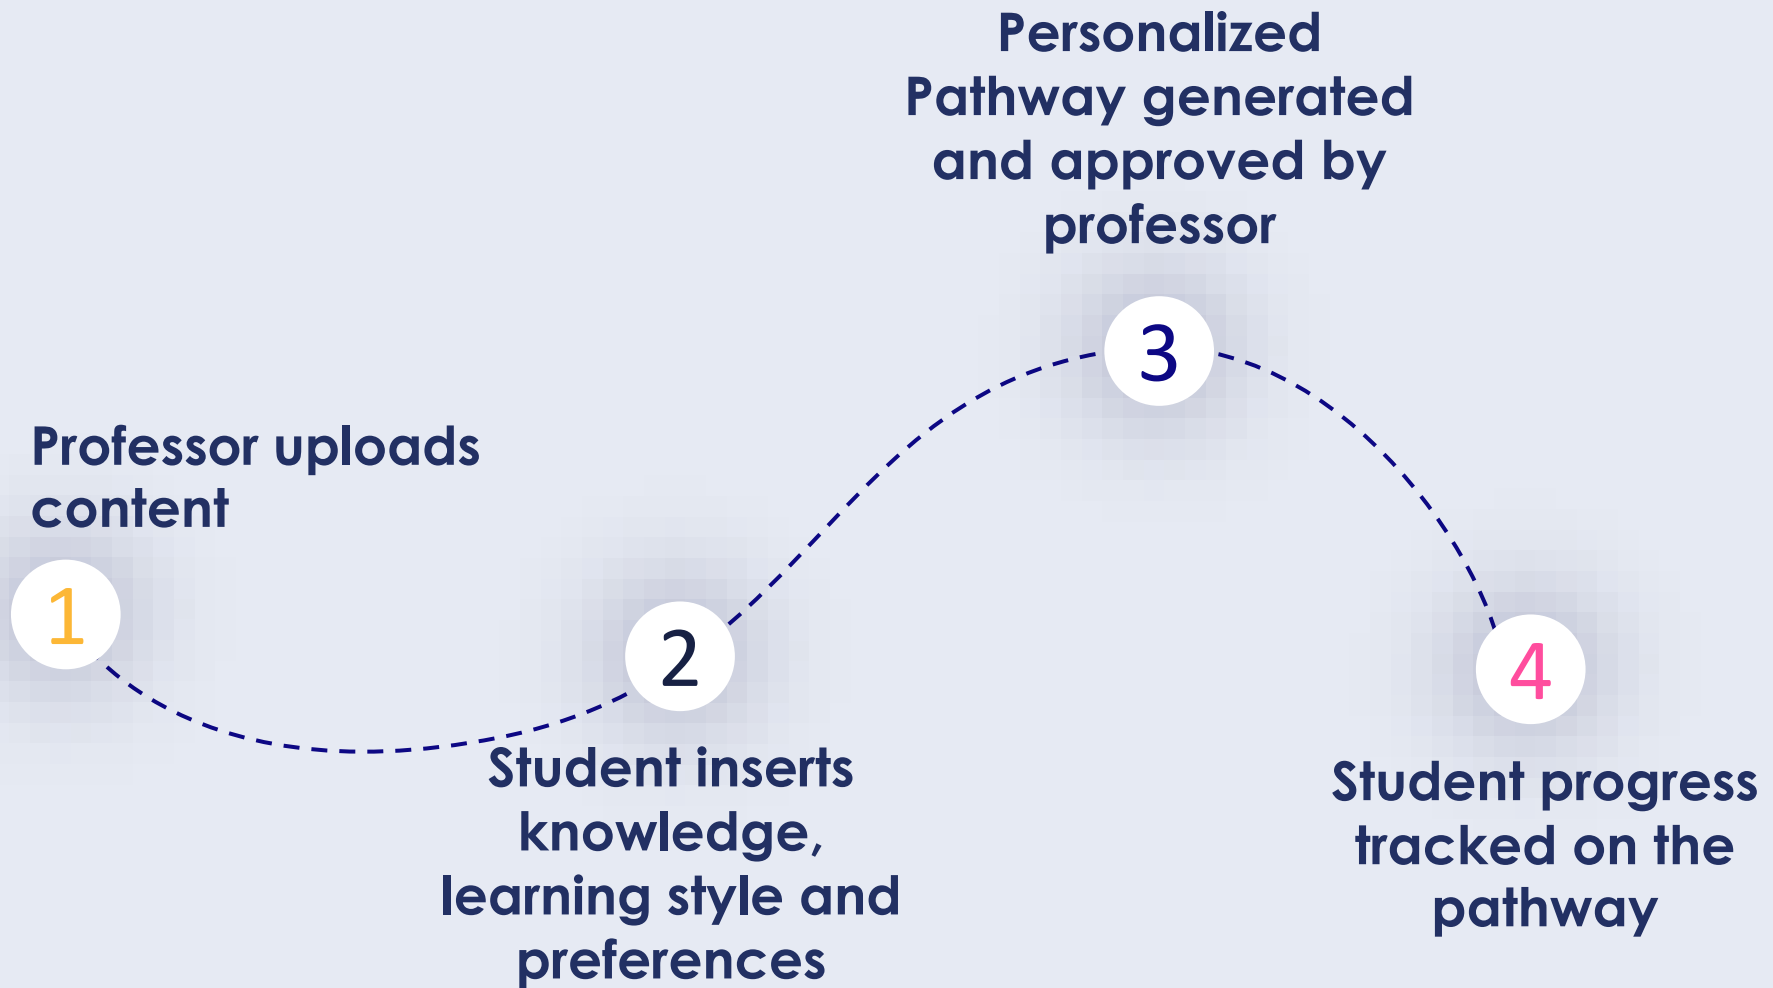 Professor uploads
content
1
2
Student inserts
knowledge,
learning style and
preferences
Personalized
Pathway generated
and approved by
professor
3
4
Student progress
tracked on the
pathway